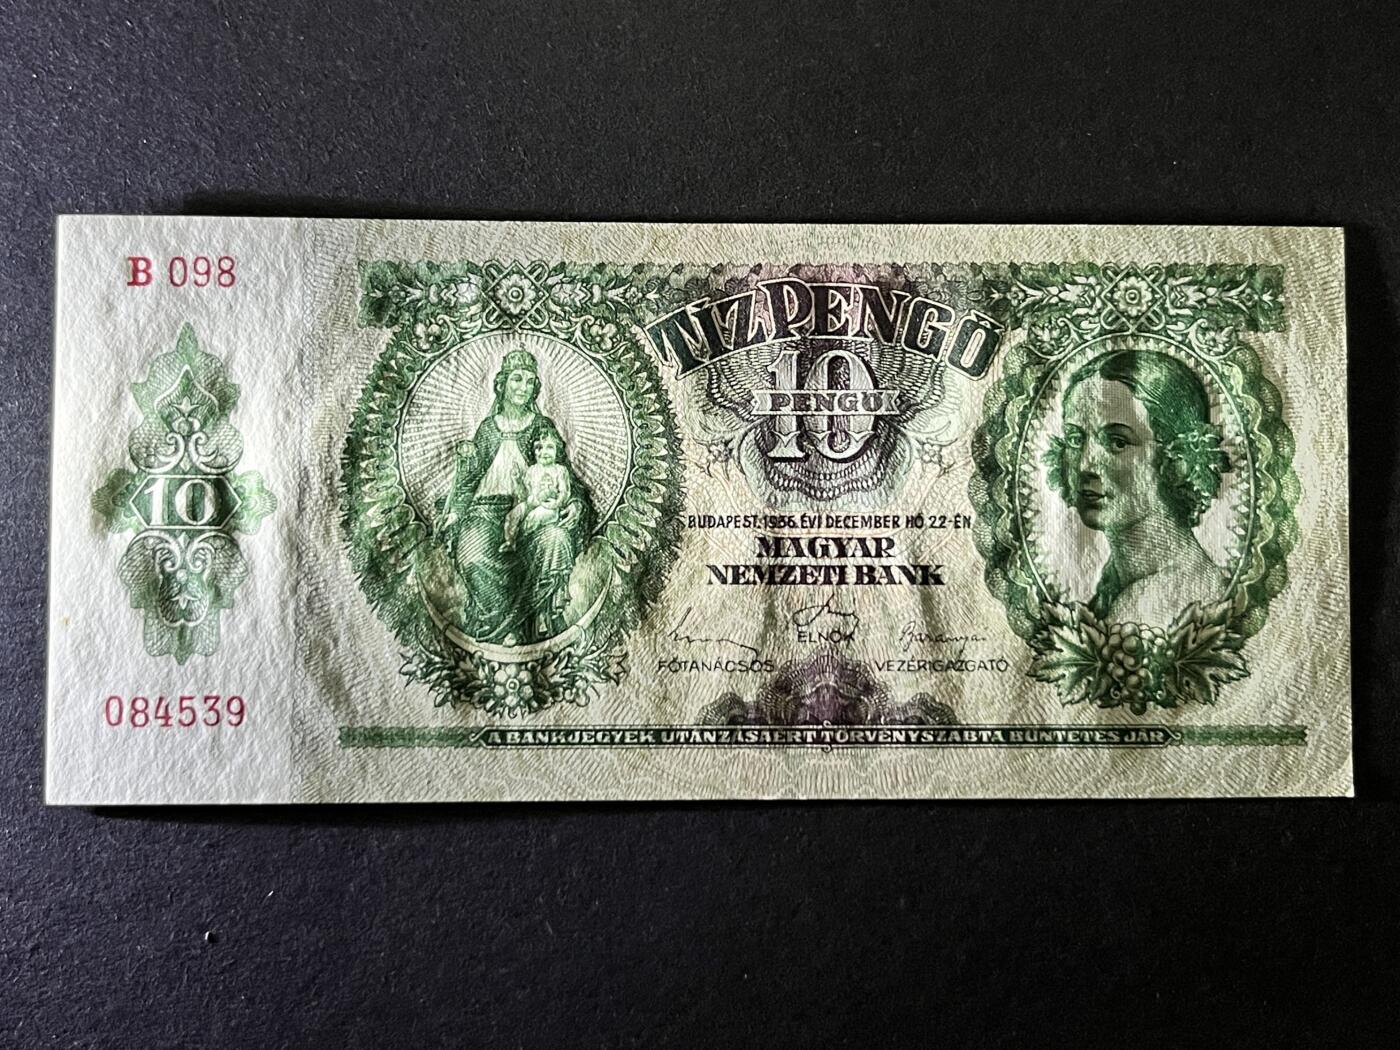 B 098
TÍZ PENGŐ
10
PENGŐ
10
BUDAPEST, 1936. ÉVI DECEMBER HÓ 22-ÉN
MAGYAR
NEMZETI BANK
ELNÖK
FŐTANÁCSOS VEZÉRIGAZGATÓ
084539
A BANKJEGYEK UTÁNZÁSÁÉRT TÖRVÉNYSZABTA BÜNTETÉS JÁR